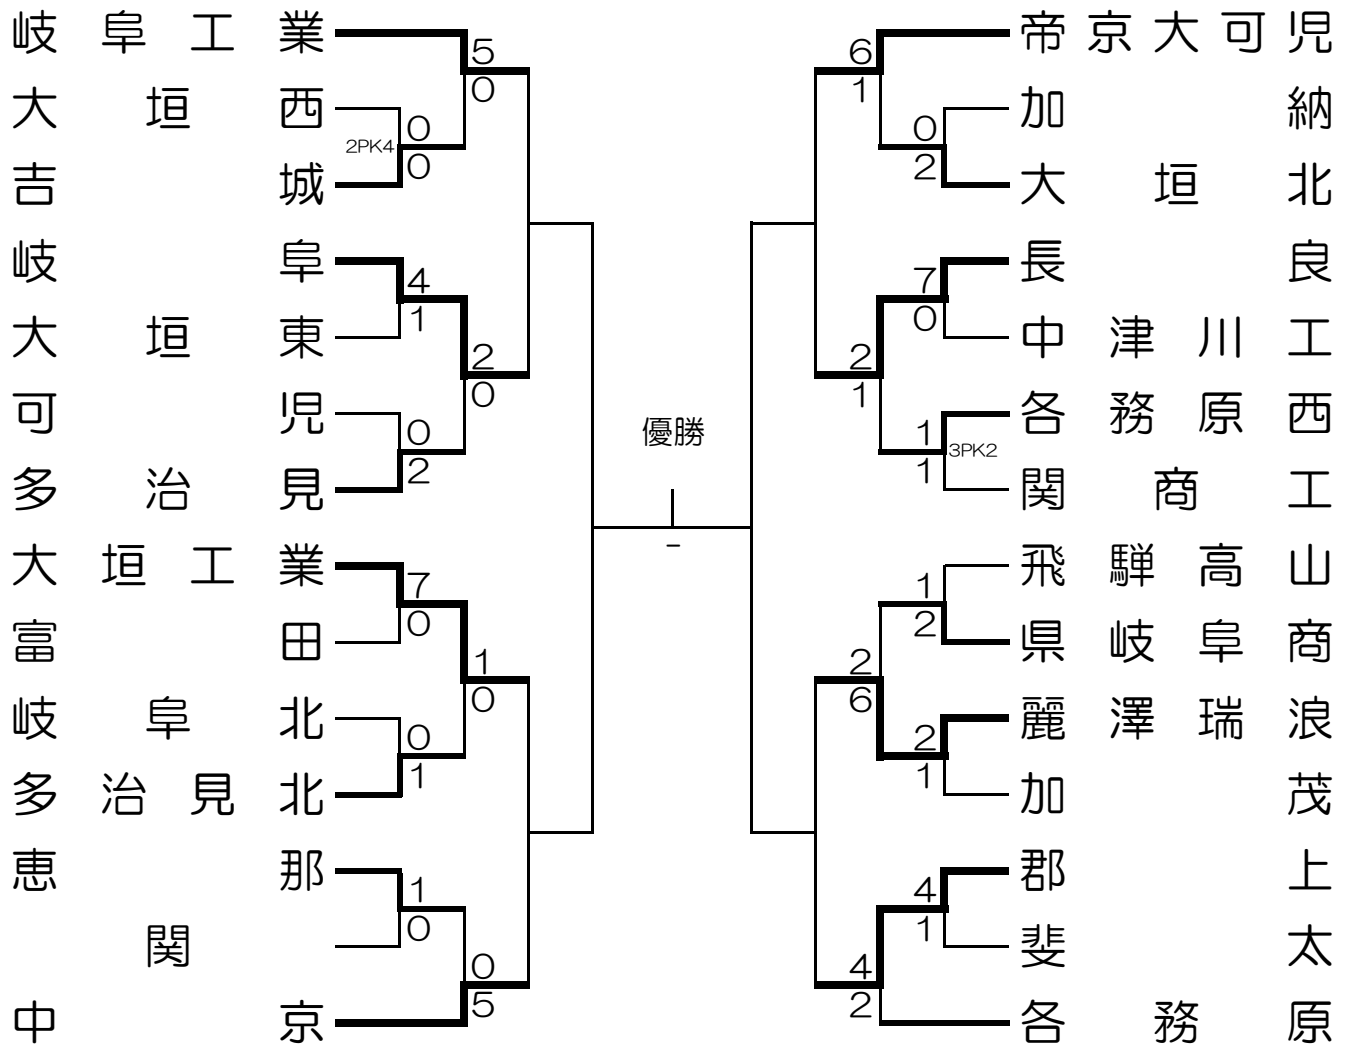 岐阜工業
5
0
大垣西
2PK4
0
0
吉城
岐阜
4
1
大垣東
2
0
可児
0
2
多治見
大垣工業
7
0
富田
1
0
岐阜北
0
1
多治見北
恵那
1
0
関
0
5
中京
優勝
-
帝京大可児
6
1
加納
0
2
大垣北
長良
7
0
中津川工
2
1
各務原西
1
1
3PK2
関商工
飛騨高山
1
2
県岐阜商
2
6
麗澤瑞浪
2
1
加茂
郡上
4
1
斐太
4
2
各務原